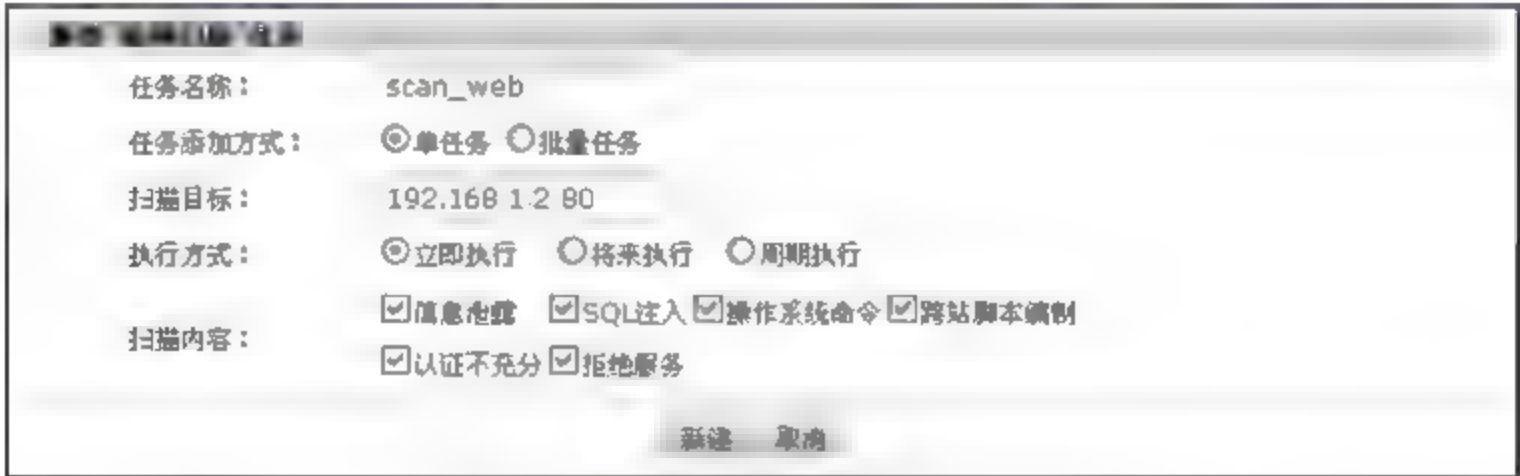 任务名称： scan_web
任务添加方式： 单任务 批量任务
扫描目标： 192.168.1.2 80
执行方式： 立即执行 将来执行 周期执行
扫描内容： 信息泄露 SQL注入 操作系统命令 跨站脚本编制
认证不充分 拒绝服务
新建 取消